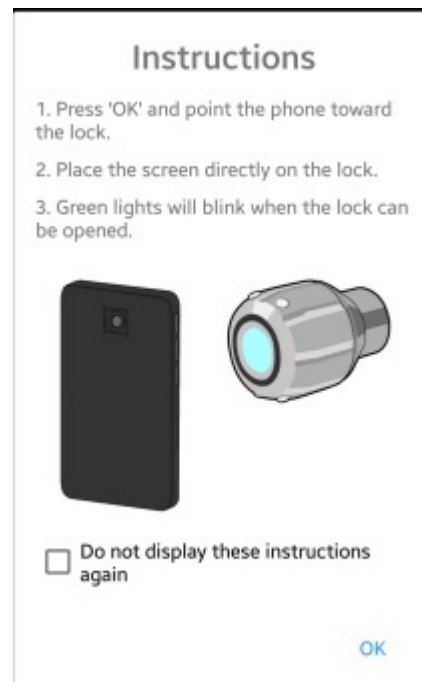 Instructions
1. Press 'OK' and point the phone toward
the lock.
2. Place the screen directly on the lock.
3. Green lights will blink when the lock can
be opened.
Do not display these instructions
again
OK